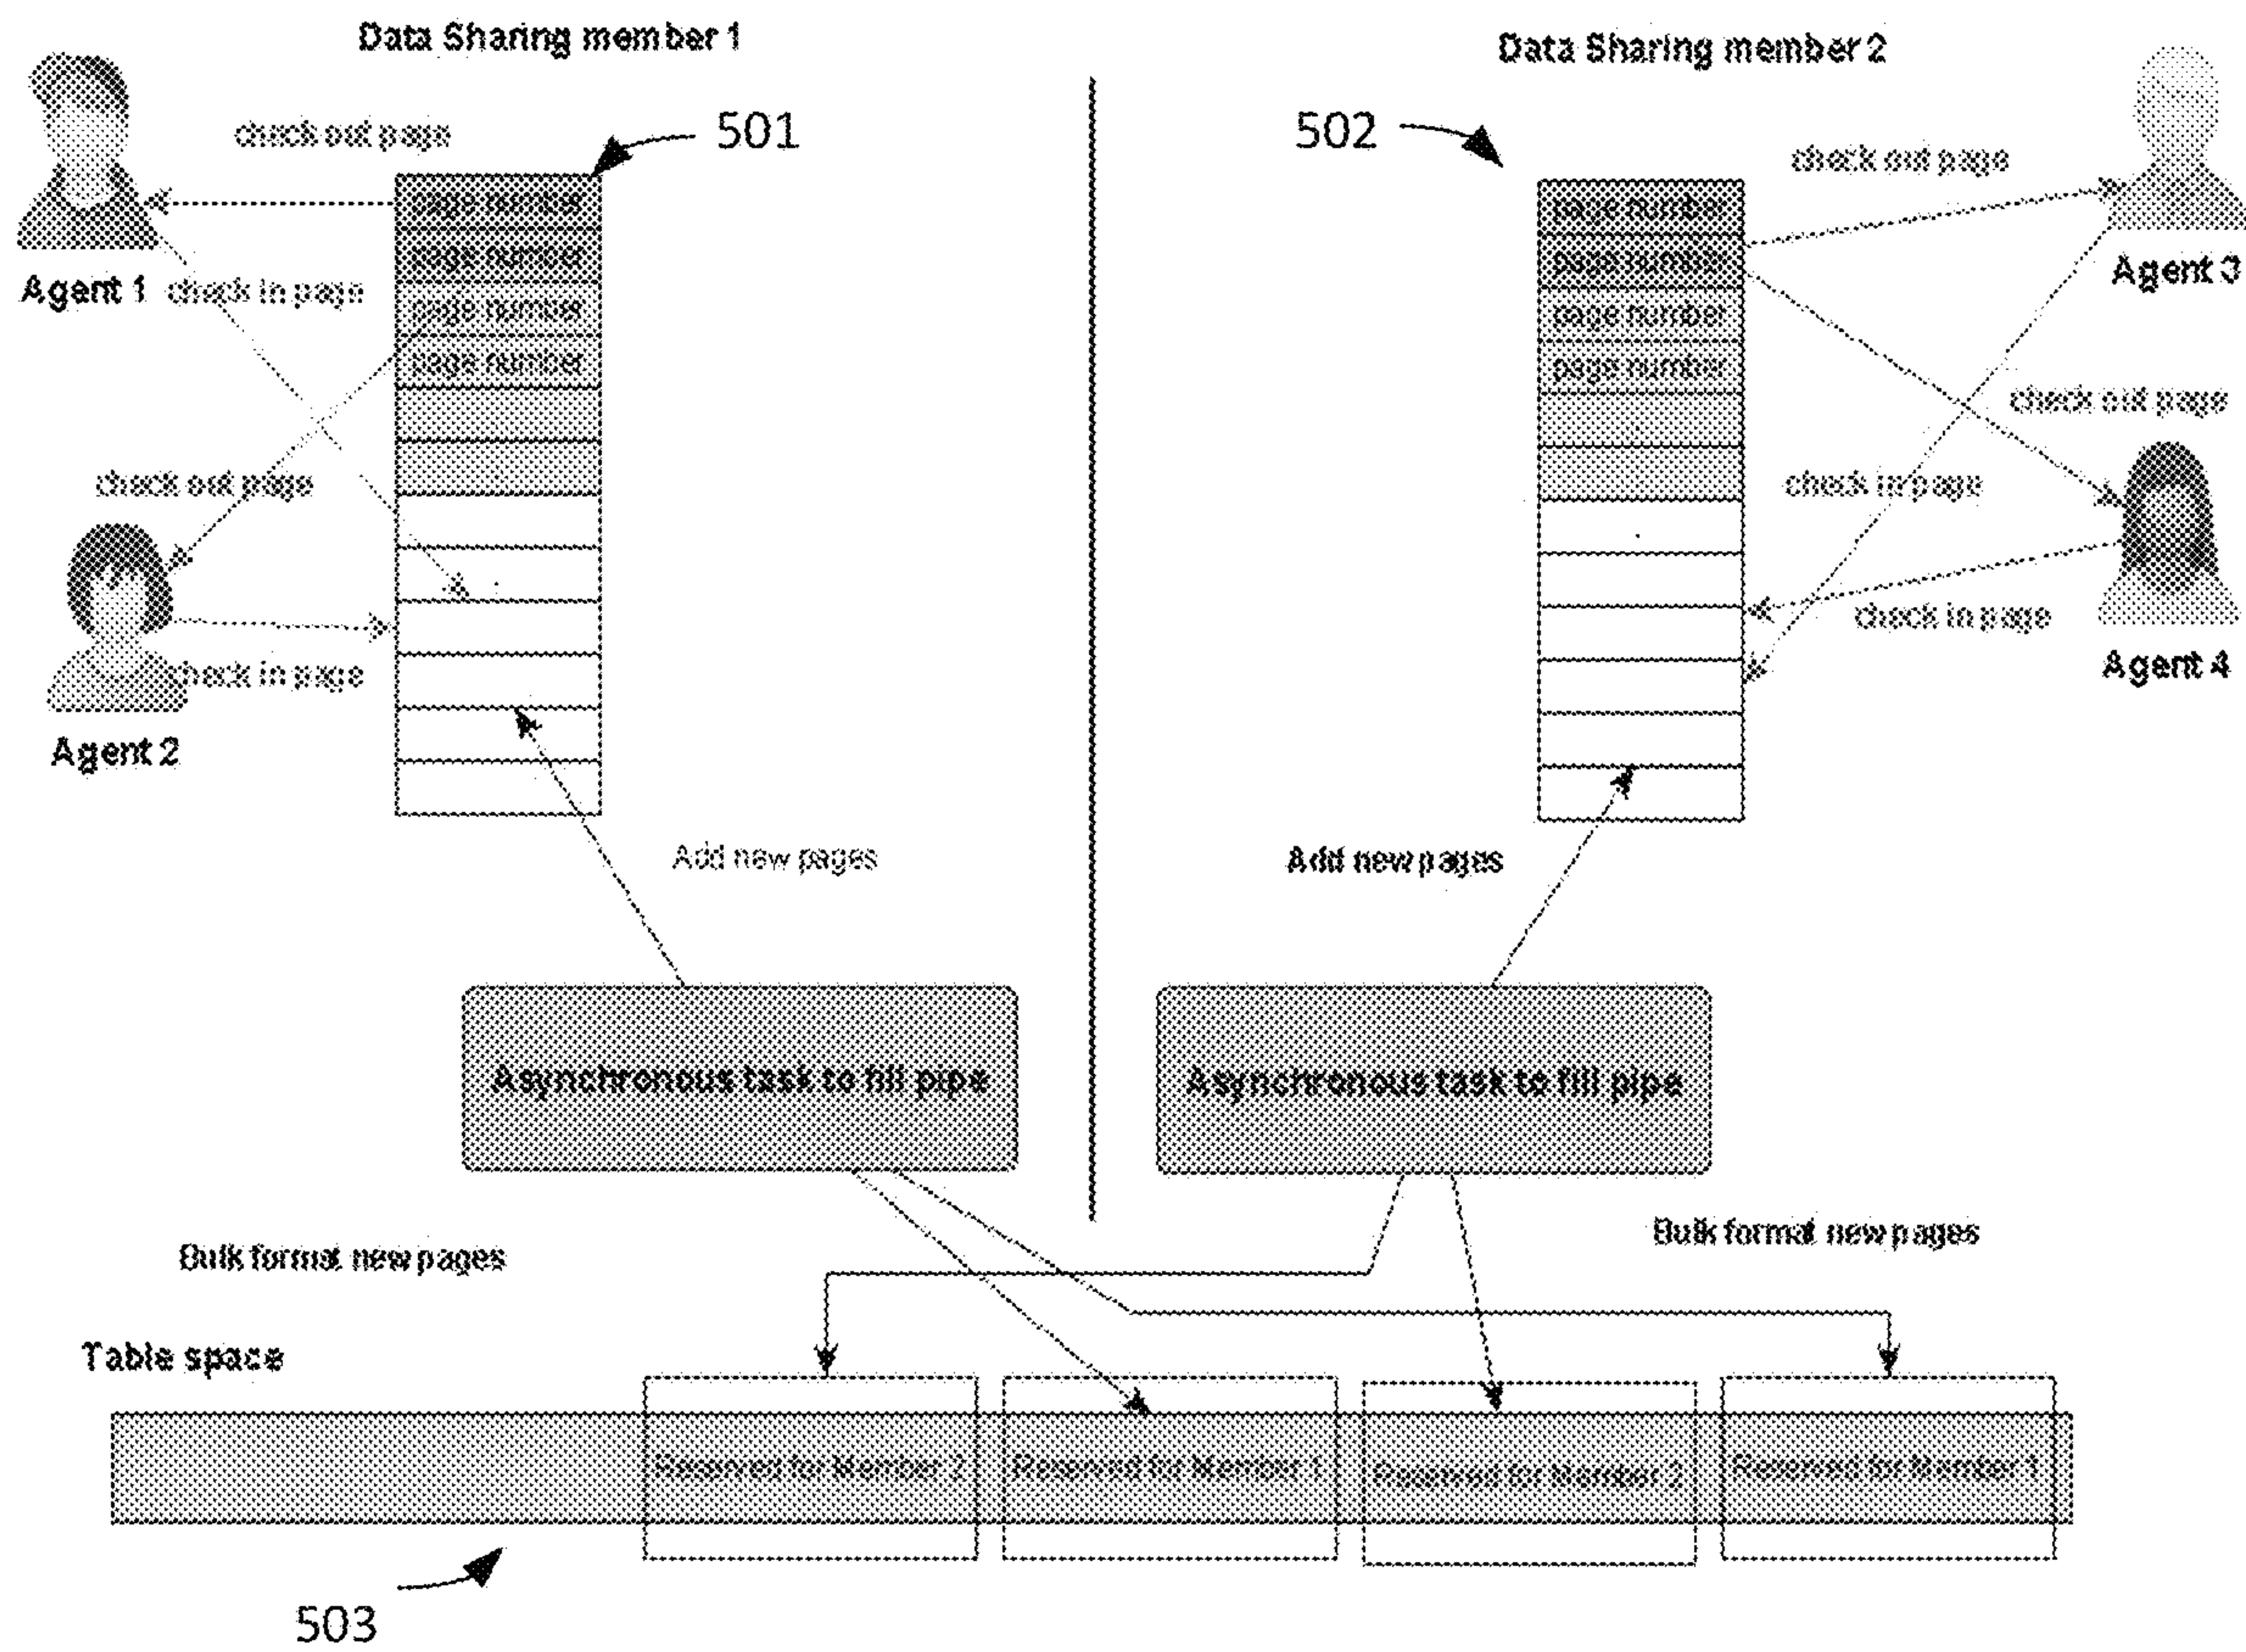 Data Sharing member 1
Data Sharing member 2
501
502
check out page
check out page
page number
page number
page number
page number
page number
page number
page number
page number
Agent 1
check in page
Agent 3
check out page
check out page
check in page
check in page
check in page
Agent 2
Agent 4
Add new pages
Add new pages
Asynchronous task to fill pipe
Asynchronous task to fill pipe
Bulk format new pages
Bulk format new pages
Table space
Reserved for Member 2
Reserved for Member 1
Reserved for Member 2
Reserved for Member 1
503